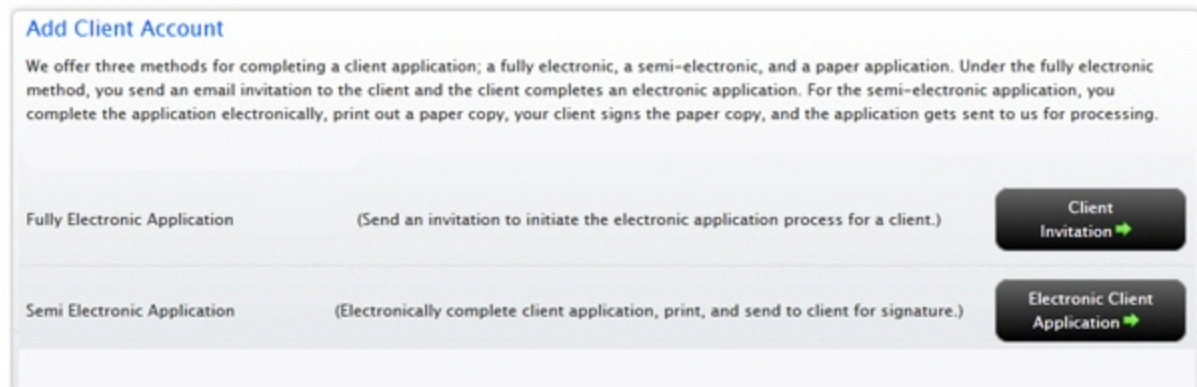 Add Client Account
We offer three methods for completing a client application; a fully electronic, a semi-electronic, and a paper application. Under the fully electronic
method, you send an email invitation to the client and the client completes an electronic application. For the semi-electronic application, you
complete the application electronically, print out a paper copy, your client signs the paper copy, and the application gets sent to us for processing.
Fully Electronic Application (Send an invitation to initiate the electronic application process for a client.)
Client
Invitation
Semi Electronic Application (Electronically complete client application, print, and send to client for signature.)
Electronic Client
Application